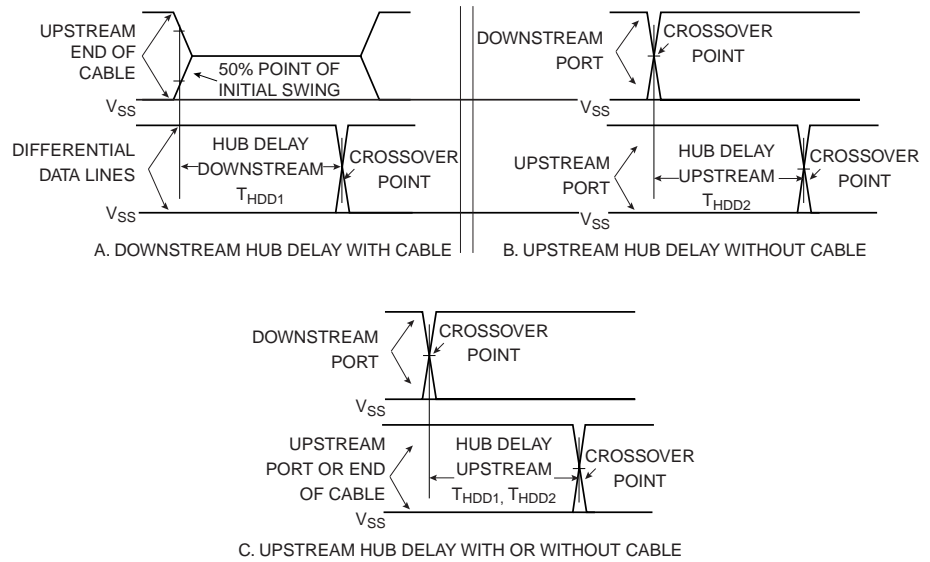 UPSTREAM
END OF
CABLE
50% POINT OF
INITIAL SWING
VSS
DIFFERENTIAL
DATA LINES
HUB DELAY
DOWNSTREAM
THDD1
CROSSOVER
POINT
VSS
A. DOWNSTREAM HUB DELAY WITH CABLE
DOWNSTREAM
PORT
CROSSOVER
POINT
VSS
UPSTREAM
PORT
HUB DELAY
UPSTREAM
THDD2
CROSSOVER
POINT
VSS
B. UPSTREAM HUB DELAY WITHOUT CABLE
DOWNSTREAM
PORT
CROSSOVER
POINT
VSS
UPSTREAM
PORT OR END
OF CABLE
HUB DELAY
UPSTREAM
THDD1, THDD2
CROSSOVER
POINT
VSS
C. UPSTREAM HUB DELAY WITH OR WITHOUT CABLE